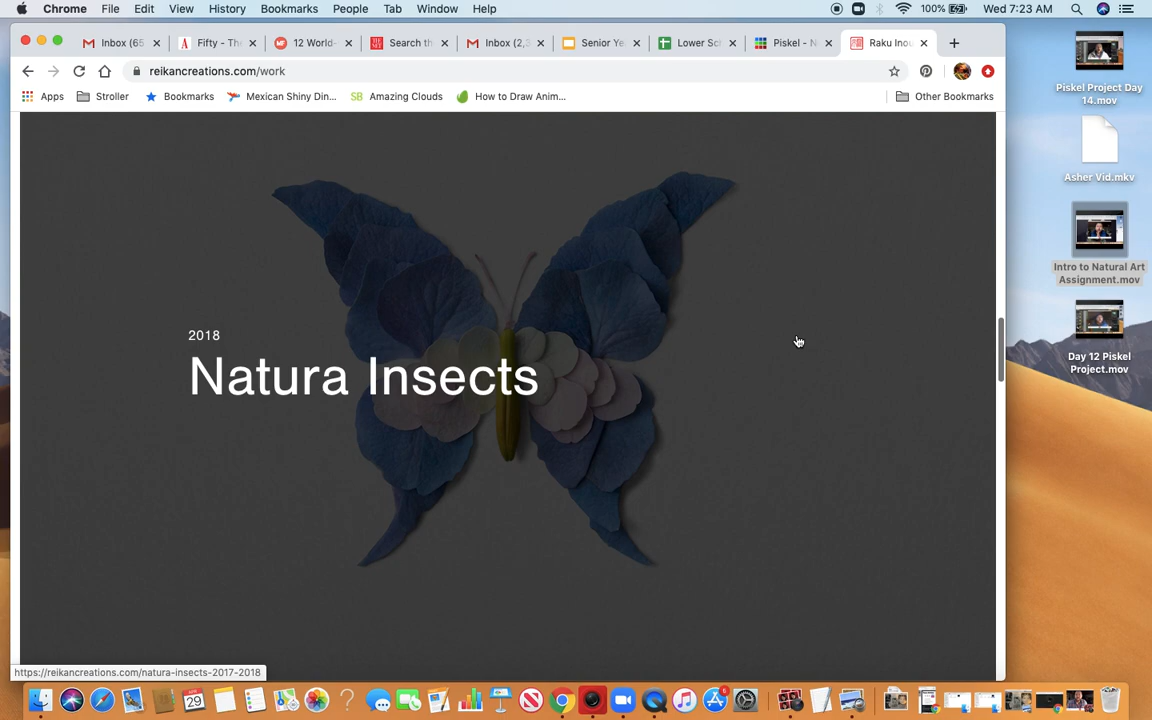 Chrome File Edit View History Bookmarks People Tab Window Help 100% Wed 7:23 AM
Inbox (65 Fifty - The 12 World- Search th Inbox (2,3 Senior Ye Lower Sc Piskel - N Raku Inou
reikancreations.com/work
Apps Stroller Bookmarks Mexican Shiny Din... SB Amazing Clouds How to Draw Anim... Other Bookmarks
2018
Natura Insects
https://reikancreations.com/natura-insects-2017-2018
Piskel Project Day
14.mov
Asher Vid.mkv
Intro to Natural Art
Assignment.mov
Day 12 Piskel
Project.mov
29
6